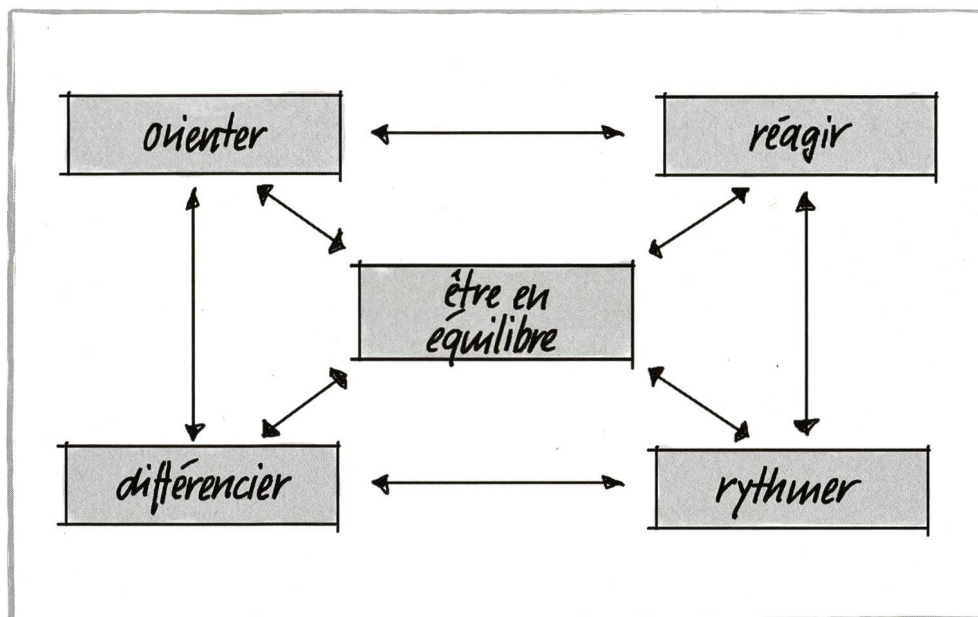 orienter
réagir
être en
équilibre
différencier
rythmer